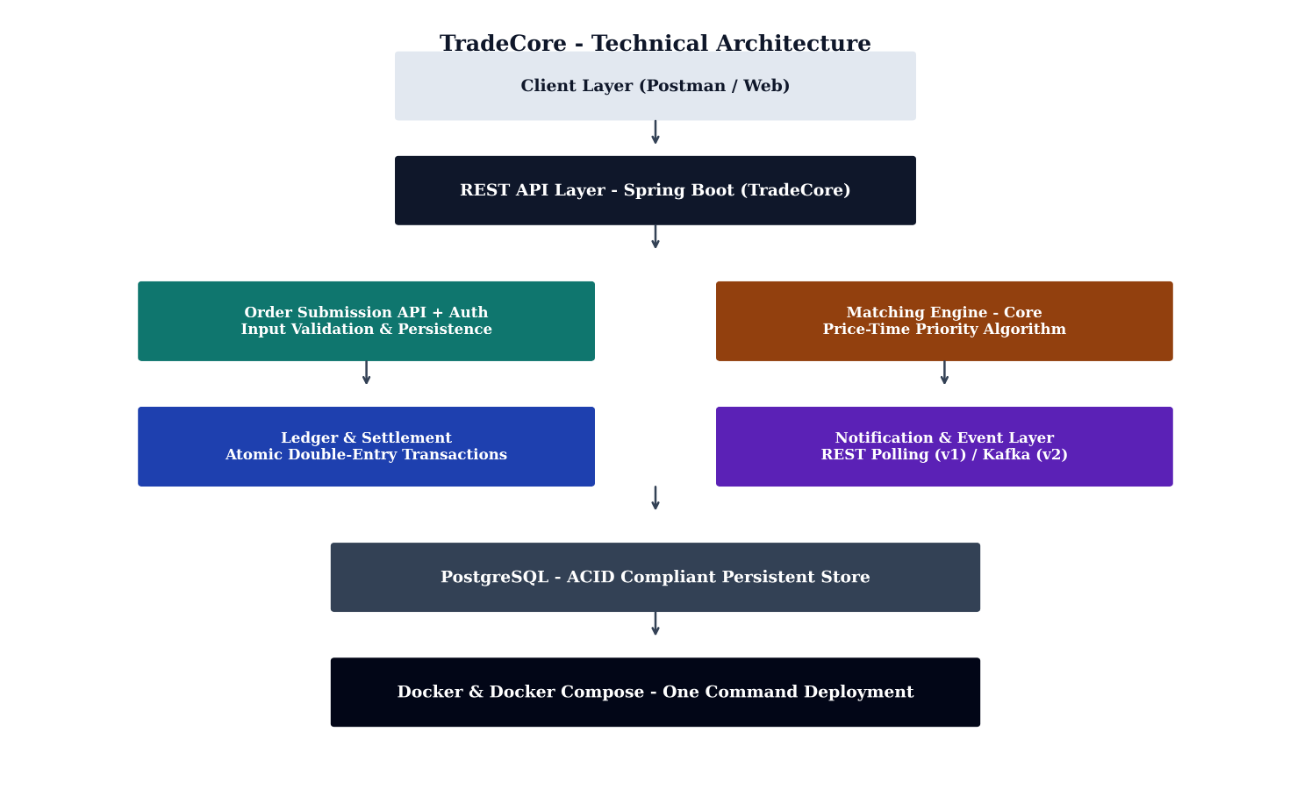 TradeCore - Technical Architecture
Client Layer (Postman / Web)
REST API Layer - Spring Boot (TradeCore)
Order Submission API + Auth
Input Validation & Persistence
Matching Engine - Core
Price-Time Priority Algorithm
Ledger & Settlement
Atomic Double-Entry Transactions
Notification & Event Layer
REST Polling (v1) / Kafka (v2)
PostgreSQL - ACID Compliant Persistent Store
Docker & Docker Compose - One Command Deployment